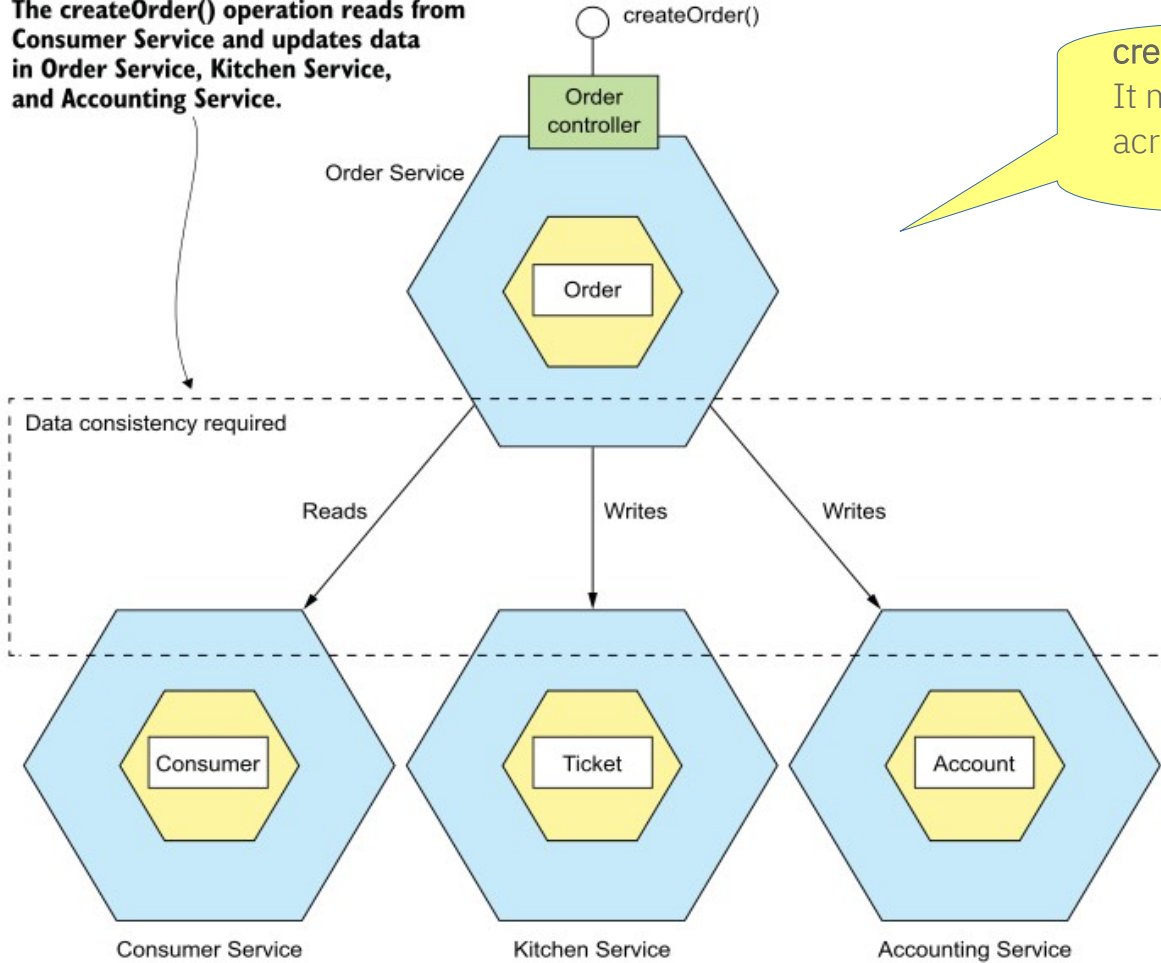 The createOrder() operation reads from
Consumer Service and updates data
in Order Service, Kitchen Service,
and Accounting Service.
createOrder()
Order
controller
Order Service
Order
Data consistency required
Reads
Writes
Writes
Consumer
Ticket
Account
Consumer Service
Kitchen Service
Accounting Service
It